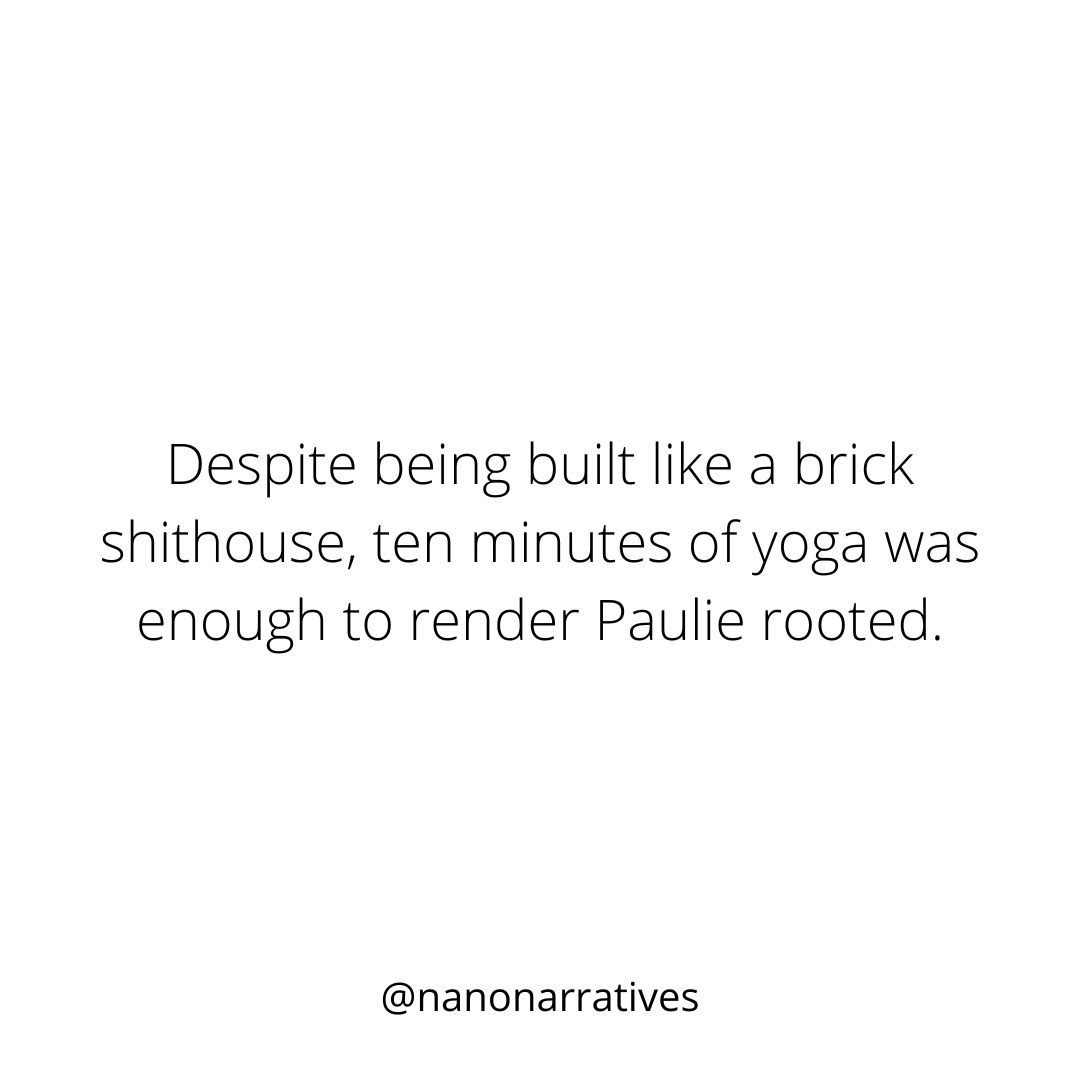 Despite being built like a brick
shithouse, ten minutes of yoga was
enough to render Paulie rooted.
@nanonarratives